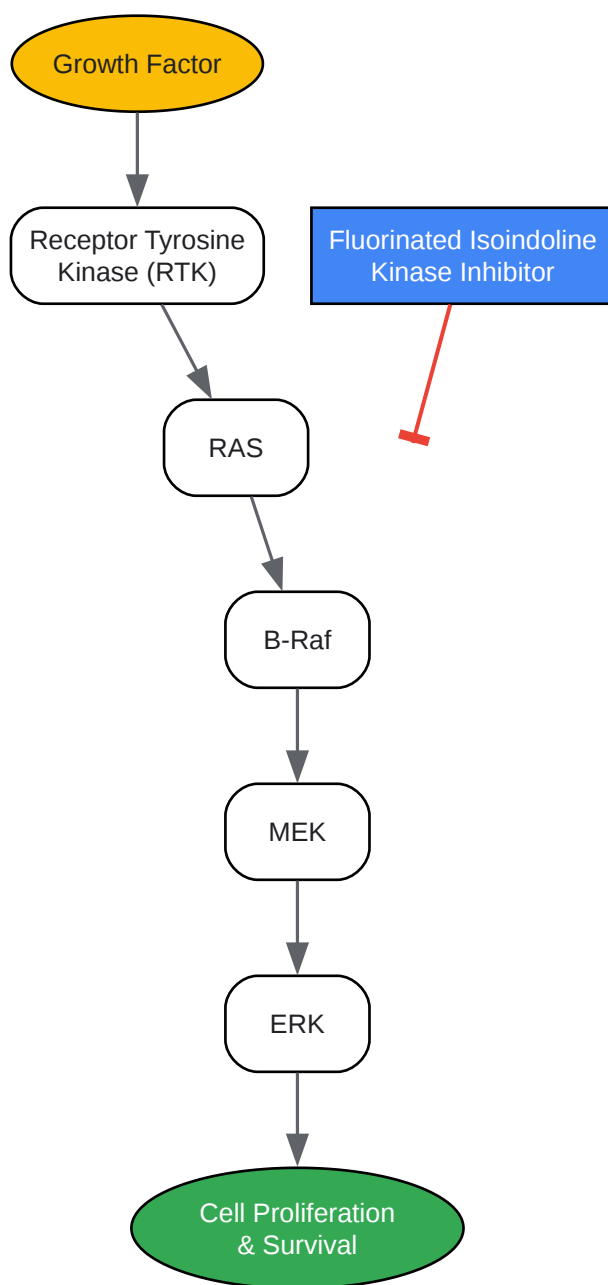 Growth Factor
Receptor Tyrosine
Kinase (RTK)
Fluorinated Isoindoline
Kinase Inhibitor
RAS
B-Raf
MEK
ERK
Cell Proliferation
& Survival